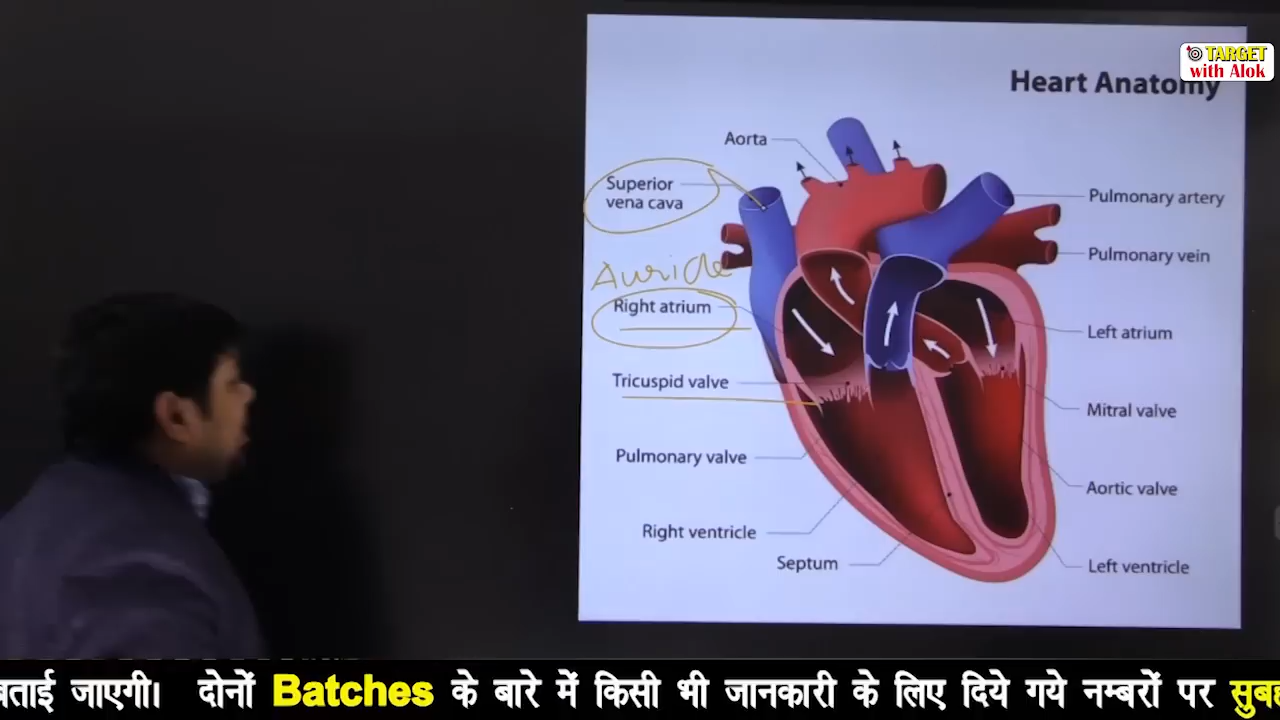 TARGET
with Alok
Heart Anatomy
Aorta
Superior
vena cava
Auricle
Right atrium
Tricuspid valve
Pulmonary valve
Right ventricle
Septum
Pulmonary artery
Pulmonary vein
Left atrium
Mitral valve
Aortic valve
Left ventricle
बताई जाएगी। दोनों Batches के बारे में किसी भी जानकारी के लिए दिये गये नम्बरों पर सुबह